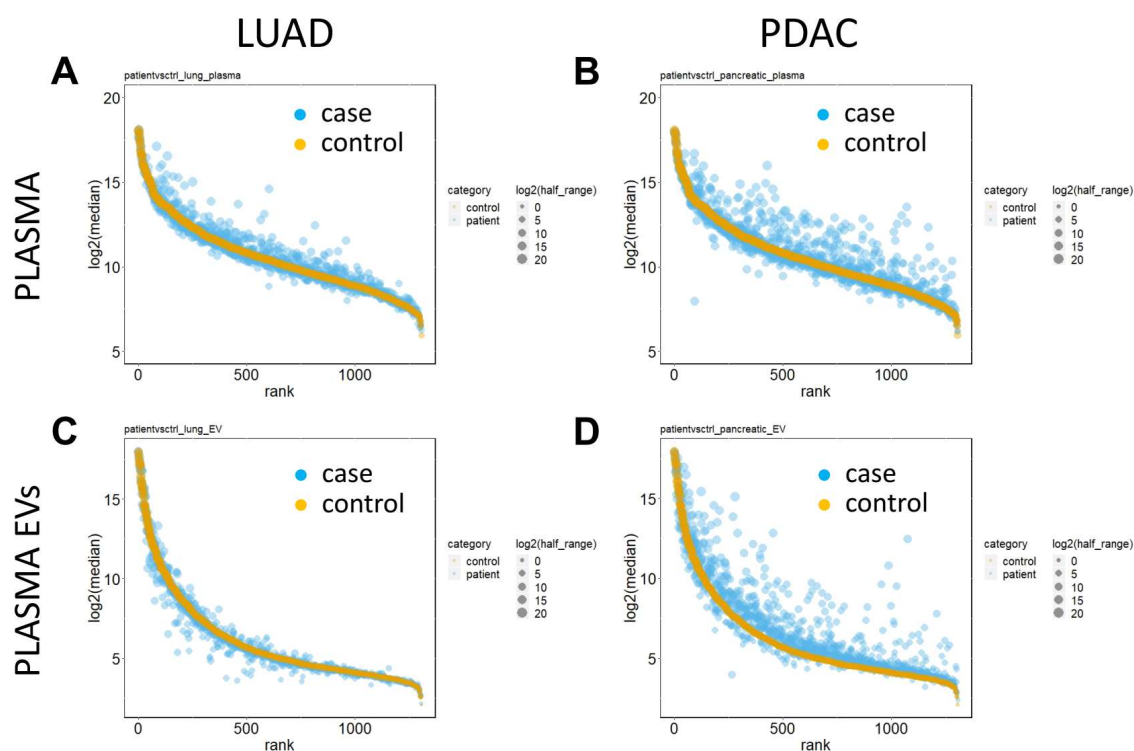 LUAD
PDAC
PLASMA
PLASMA EVs
A
patientvsctrl_lung_plasma
case
control
log2(median)
20
15
10
5
0
500
1000
rank
category
control
patient
log2(half_range)
0
5
10
15
20
B
patientvsctrl_pancreatic_plasma
case
control
log2(median)
20
15
10
5
0
500
1000
rank
category
control
patient
log2(half_range)
0
5
10
15
20
C
patientvsctrl_lung_EV
case
control
log2(median)
15
10
5
0
500
1000
rank
category
control
patient
log2(half_range)
0
5
10
15
20
D
patientvsctrl_pancreatic_EV
case
control
log2(median)
15
10
5
0
500
1000
rank
category
control
patient
log2(half_range)
0
5
10
15
20